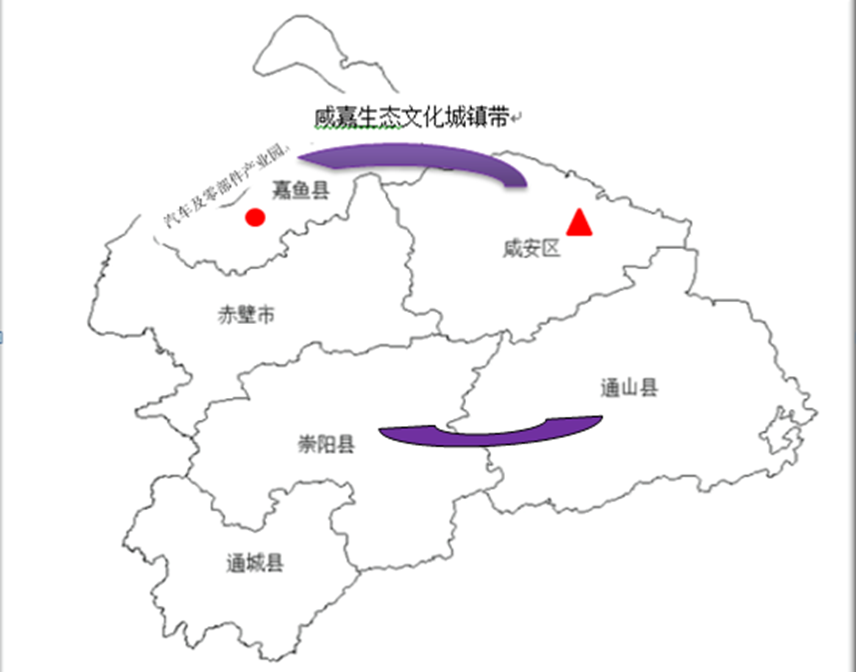 咸嘉生态文化城镇带
汽车及零部件产业园
嘉鱼县
咸安区
赤壁市
通山县
崇阳县
通城县